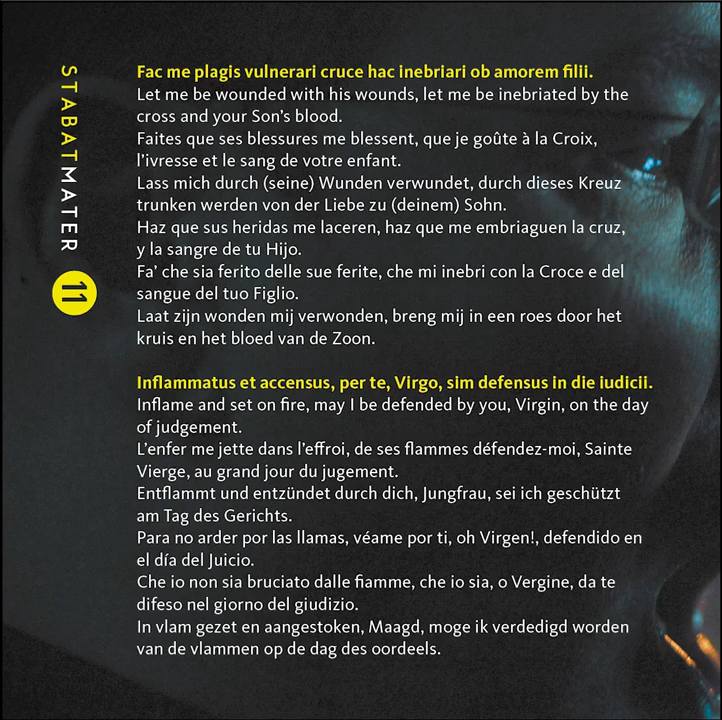 STABATMATER
11
Fac me plagis vulnerari cruce hac inebriari ob amorem filii.
Let me be wounded with his wounds, let me be inebriated by the
cross and your Son's blood.
Faites que ses blessures me blessent, que je goûte à la Croix,
l'ivresse et le sang de votre enfant.
Lass mich durch (seine) Wunden verwundet, durch dieses Kreuz
trunken werden von der Liebe zu (deinem) Sohn.
Haz que sus heridas me laceren, haz que me embriaguen la cruz,
y la sangre de tu Hijo.
Fa' che sia ferito delle sue ferite, che mi inebri con la Croce e del
sangue del tuo Figlio.
Laat zijn wonden mij verwonden, breng mij in een roes door het
kruis en het bloed van de Zoon.
Inflammatus et accensus, per te, Virgo, sim defensus in die iudicii.
Inflame and set on fire, may I be defended by you, Virgin, on the day
of judgement.
L'enfer me jette dans l'effroi, de ses flammes défendez-moi, Sainte
Vierge, au grand jour du jugement.
Entflammt und entzündet durch dich, Jungfrau, sei ich geschützt
am Tag des Gerichts.
Para no arder por las llamas, véame por ti, oh Virgen!, defendido en
el día del Juicio.
Che io non sia bruciato dalle fiamme, che io sia, o Vergine, da te
difeso nel giorno del giudizio.
In vlam gezet en aangestoken, Maagd, moge ik verdedigd worden
van de vlammen op de dag des oordeels.